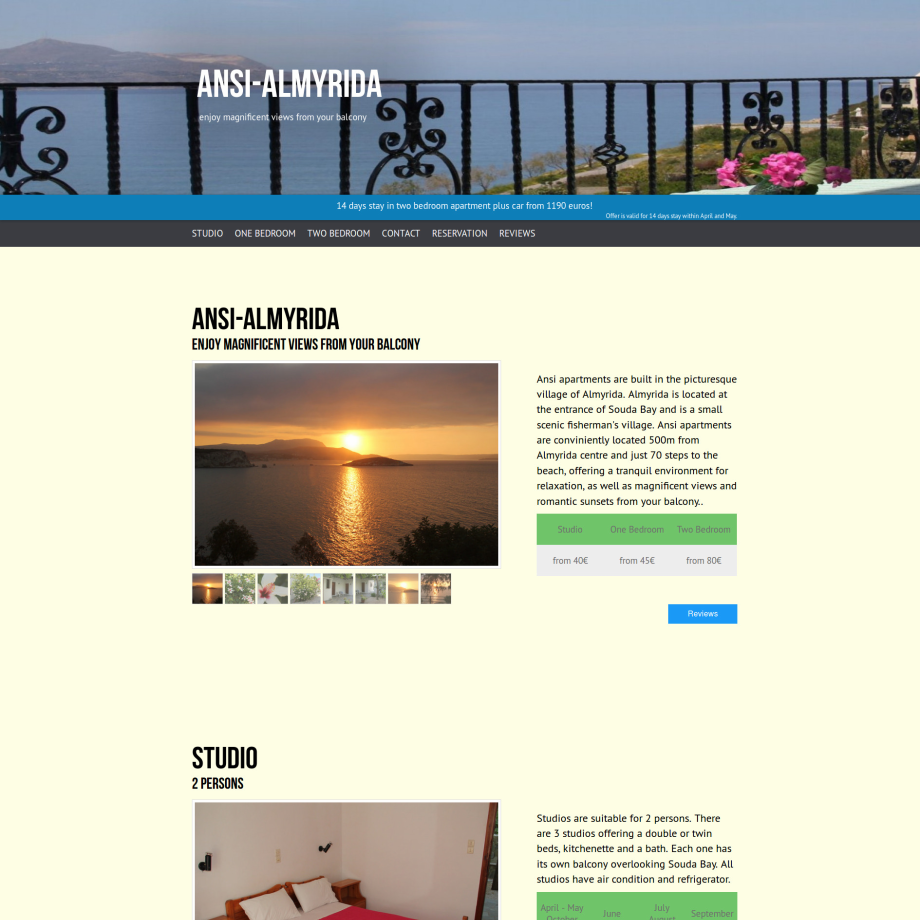 ANSI-ALMYRIDA
enjoy magnificent views from your balcony
14 days stay in two bedroom apartment plus car from 1190 euros!
Offer is valid for 14 days stay within April and May.
STUDIO ONE BEDROOM TWO BEDROOM CONTACT RESERVATION REVIEWS
ANSI-ALMYRIDA
ENJOY MAGNIFICENT VIEWS FROM YOUR BALCONY
Ansi apartments are built in the picturesque
village of Almyrida. Almyrida is located at
the entrance of Souda Bay and is a small
scenic fisherman's village. Ansi apartments
are conviniently located 500m from
Almyrida centre and just 70 steps to the
beach, offering a tranquil environment for
relaxation, as well as magnificent views and
romantic sunsets from your balcony..
Studio One Bedroom Two Bedroom
from 40€ from 45€ from 80€
Reviews
STUDIO
2 PERSONS
Studios are suitable for 2 persons. There
are 3 studios offering a double or twin
beds, kitchenette and a bath. Each one has
its own balcony overlooking Souda Bay. All
studios have air condition and refrigerator.
April - May June July September
October August